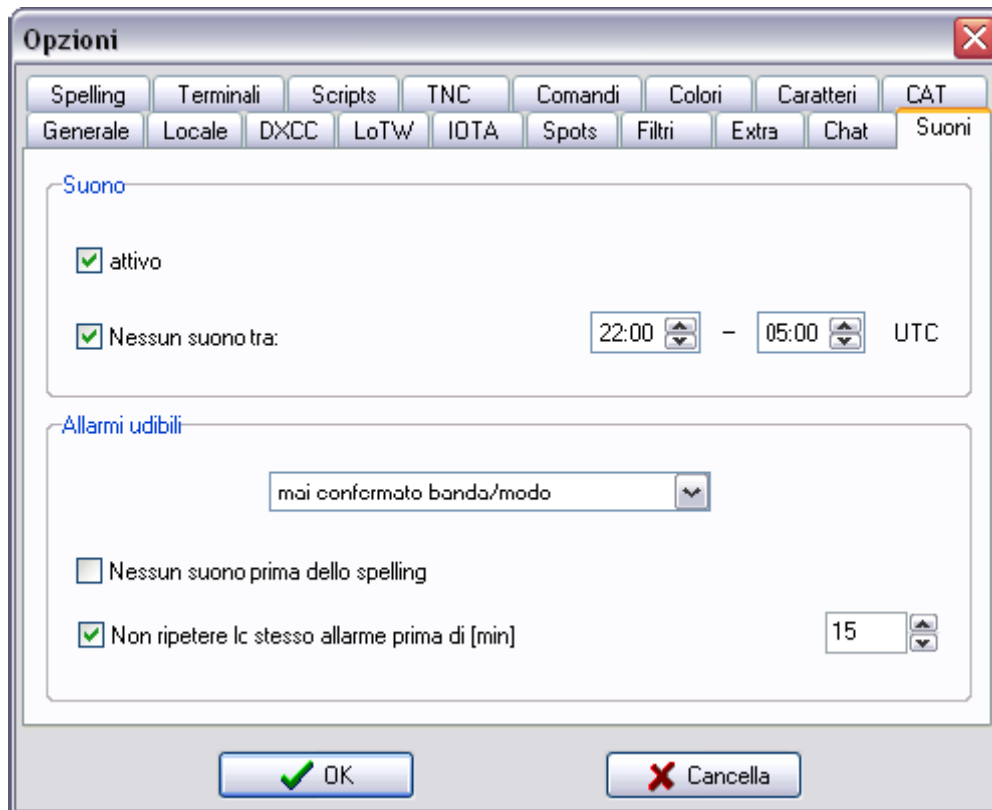 Opzioni
Spelling Terminali Scripts TNC Comandi Colori Caratteri CAT
Generale Locale DXCC LoTW IOTA Spots Filtri Extra Chat Suoni
Suono
attivo
Nessun suono tra: 22:00 – 05:00 UTC
Allarmi udibili
mai confermato banda/modo
Nessun suono prima dello spelling
Non ripetere lo stesso allarme prima di [min] 15
OK Cancella